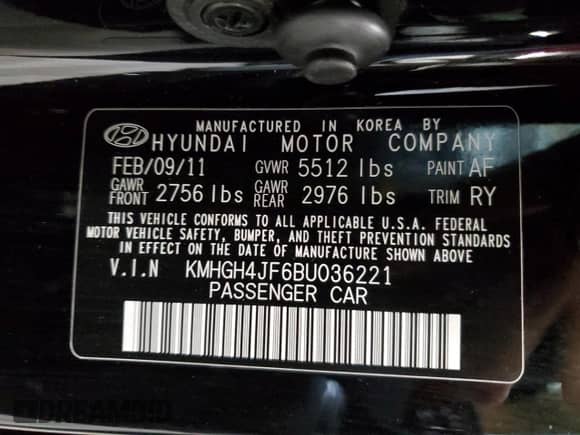 MANUFACTURED IN KOREA BY
HYUNDAI MOTOR COMPANY
FEB/09/11 GVWR 5512 lbs PAINT AF
GAWR FRONT 2756 lbs GAWR REAR 2976 lbs TRIM RY
THIS VEHICLE CONFORMS TO ALL APPLICABLE U.S.A. FEDERAL
MOTOR VEHICLE SAFETY, BUMPER, AND THEFT PREVENTION STANDARDS
IN EFFECT ON THE DATE OF MANUFACTURE SHOWN ABOVE.
V.I.N KMHGH4JF6BU036221
PASSENGER CAR
DREAMBID